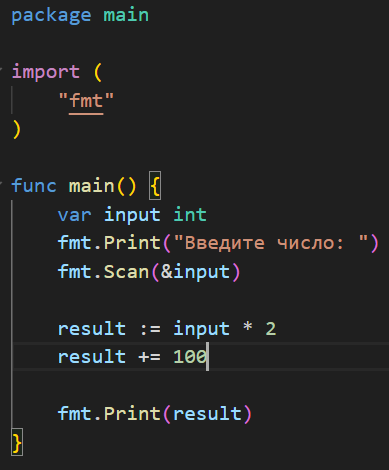 package main
import (
"fmt"
)
func main() {
var input int
fmt.Print("Введите число: ")
fmt.Scan(&input)
result := input * 2
result += 100
fmt.Print(result)
}